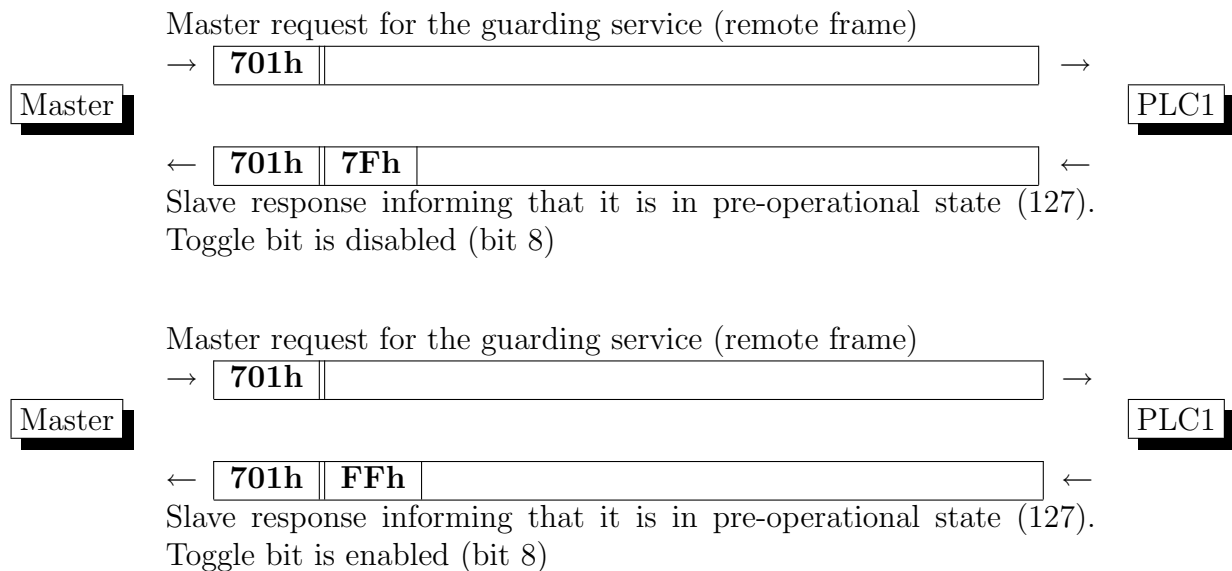 Master request for the guarding service (remote frame)
→ 701h →
Master PLC1
← 701h 7Fh ←
Slave response informing that it is in pre-operational state (127).
Toggle bit is disabled (bit 8)
Master request for the guarding service (remote frame)
→ 701h →
Master PLC1
← 701h FFh ←
Slave response informing that it is in pre-operational state (127).
Toggle bit is enabled (bit 8)